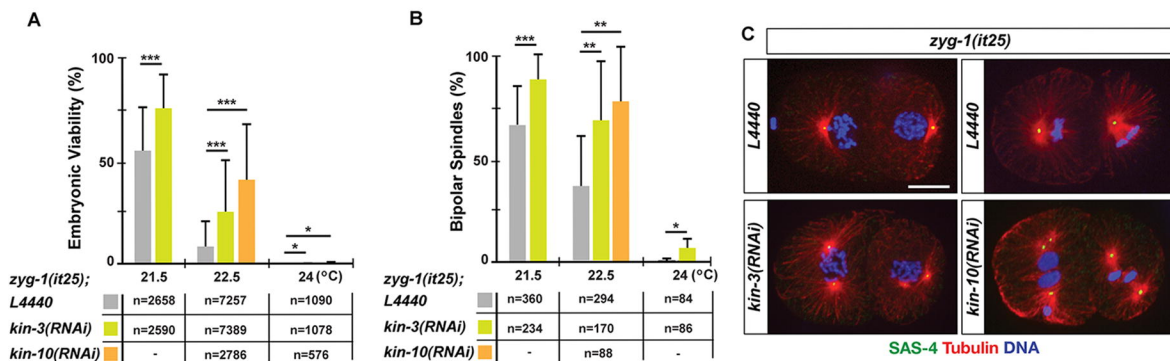 A
Embryonic Viability (%)
100
50
0
***
***
***
*
*
21.5 22.5 24 (°C)
zyg-1(it25);
L4440 n=2658 n=7257 n=1090
kin-3(RNAi) n=2590 n=7389 n=1078
kin-10(RNAi) - n=2786 n=576
B
Bipolar Spindles (%)
100
50
0
***
**
**
*
21.5 22.5 24 (°C)
zyg-1(it25);
L4440 n=360 n=294 n=84
kin-3(RNAi) n=234 n=170 n=86
kin-10(RNAi) - n=88 -
C
zyg-1(it25)
L4440
L4440
kin-3(RNAi)
kin-10(RNAi)
SAS-4 Tubulin DNA